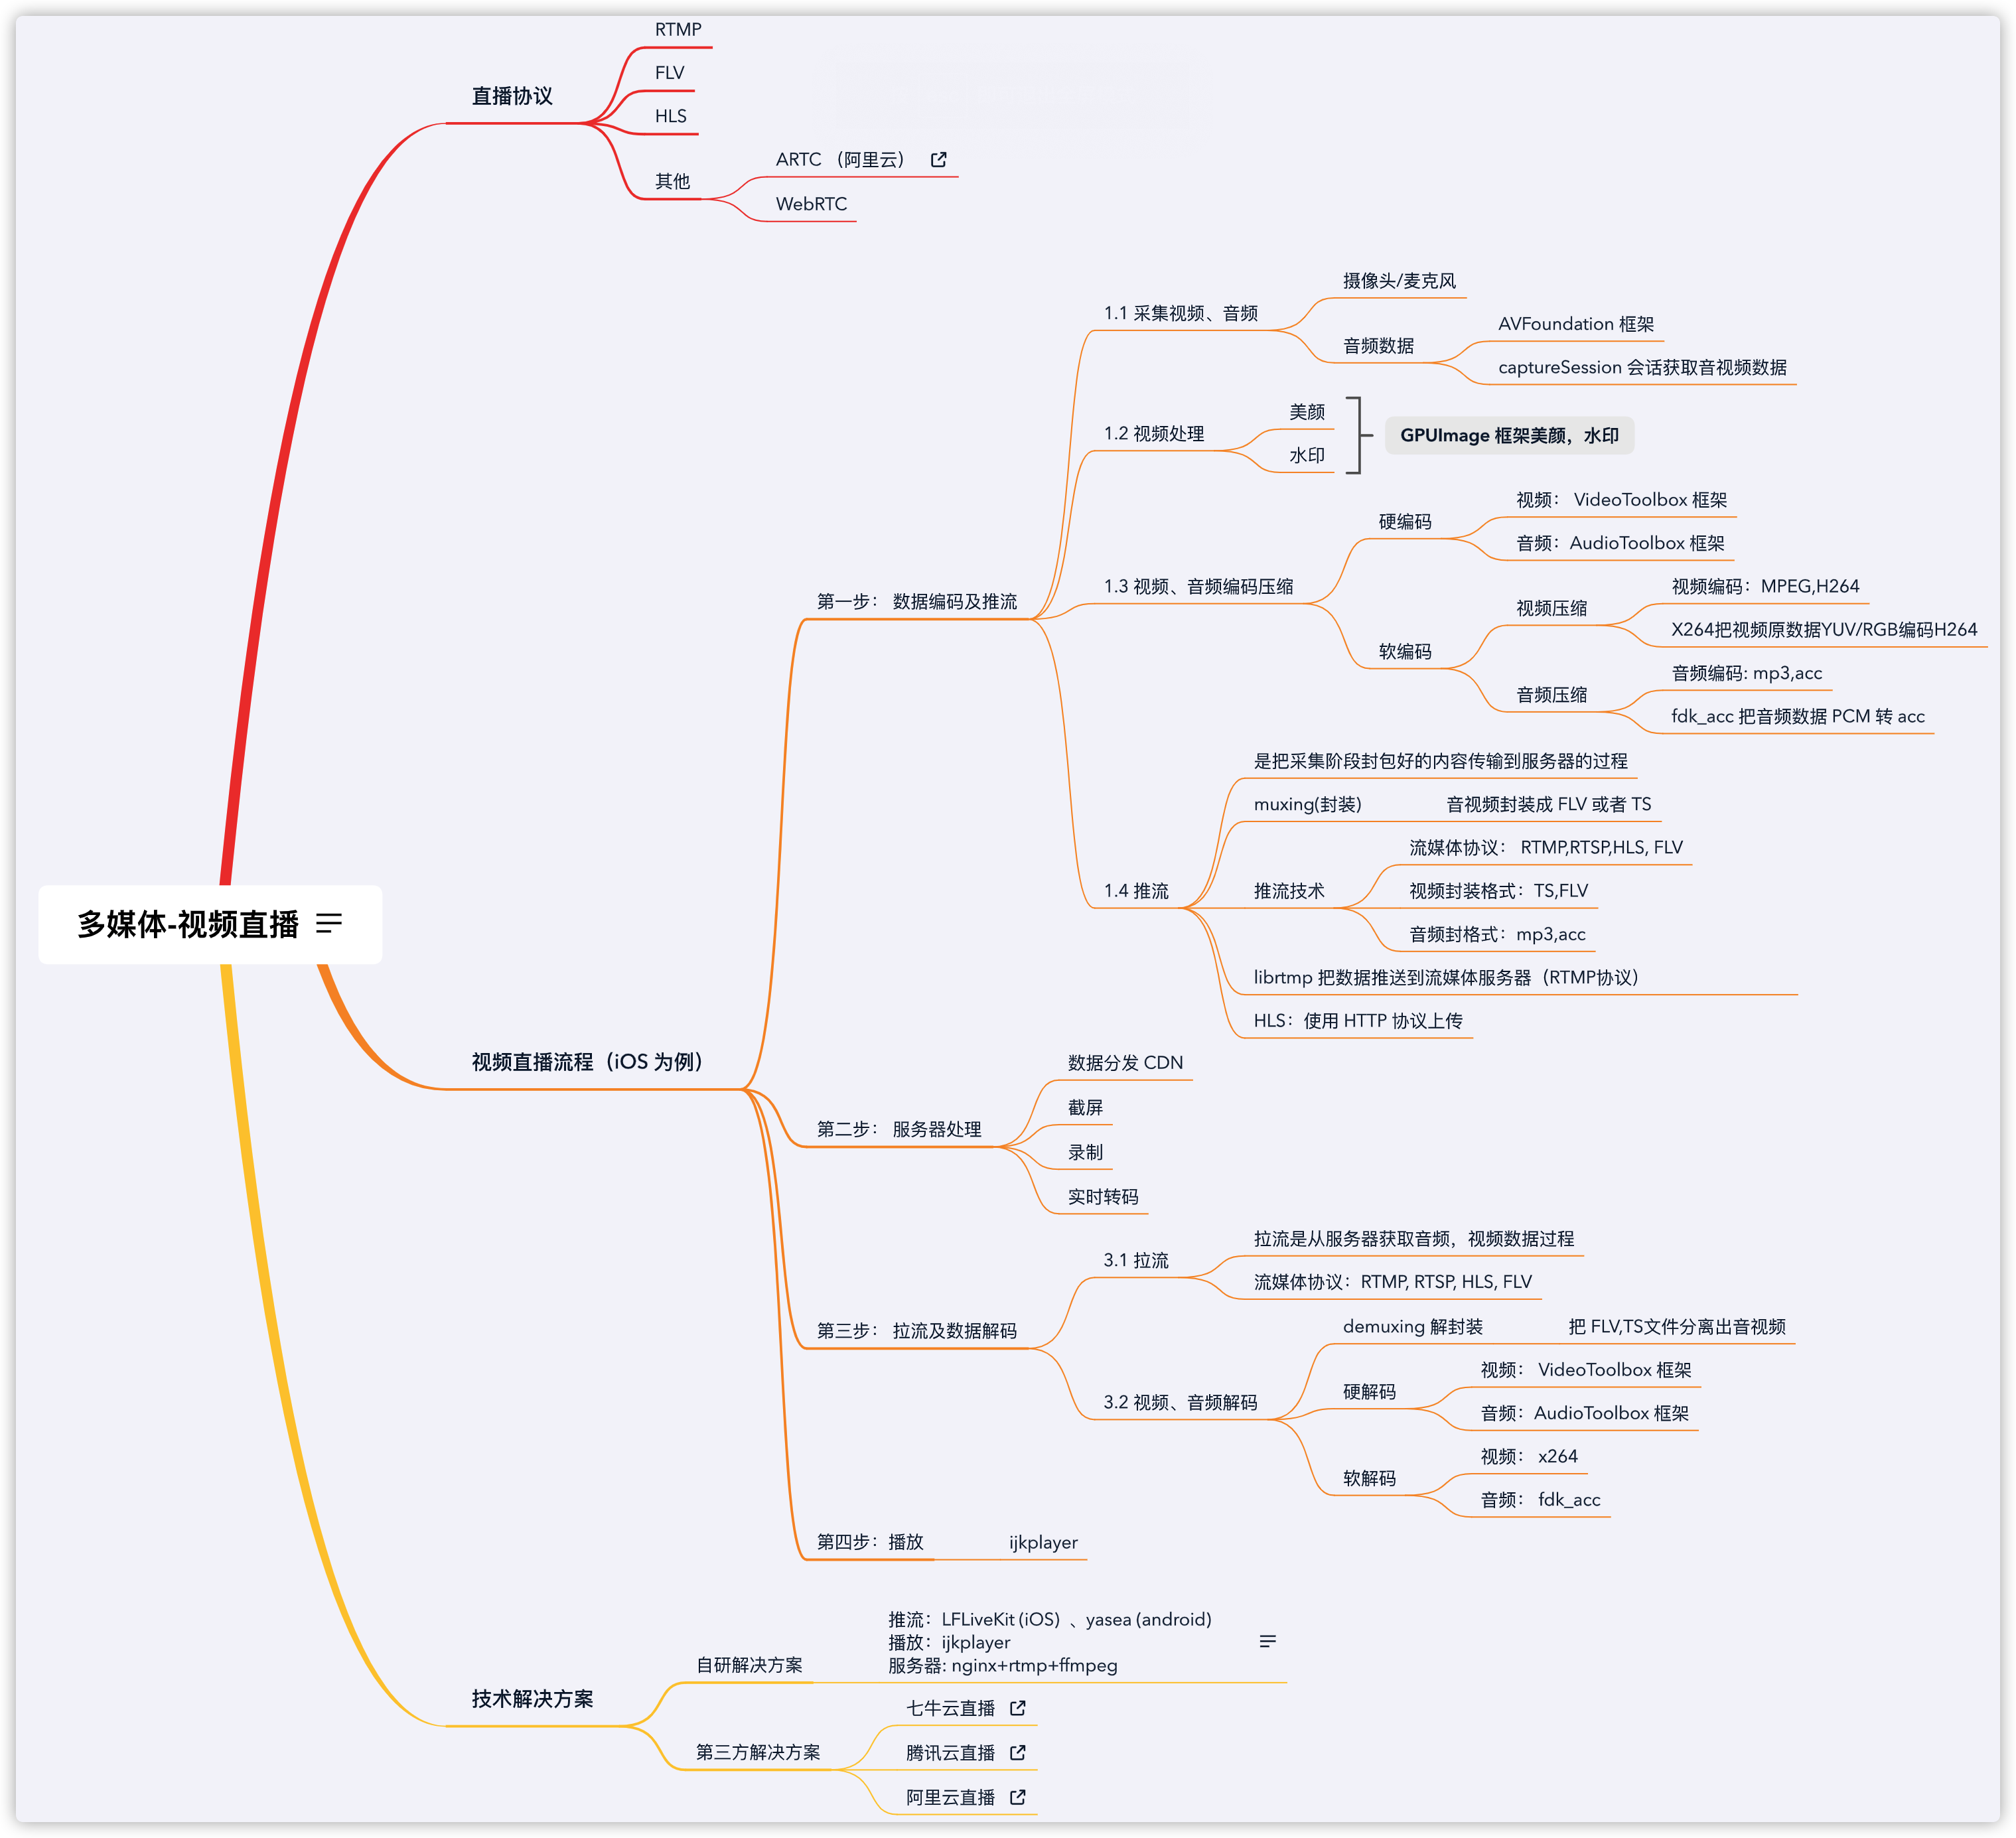 多媒体-视频直播
直播协议
RTMP
FLV
HLS
其他
ARTC （阿里云）
WebRTC
视频直播流程（iOS 为例）
第一步： 数据编码及推流
1.1 采集视频、音频
摄像头/麦克风
音频数据
AVFoundation 框架
captureSession 会话获取音视频数据
1.2 视频处理
美颜
水印
GPUImage 框架美颜，水印
1.3 视频、音频编码压缩
硬编码
视频： VideoToolbox 框架
音频：AudioToolbox 框架
软编码
视频压缩
视频编码：MPEG,H264
X264把视频原数据YUV/RGB编码H264
音频压缩
音频编码: mp3,acc
fdk_acc 把音频数据 PCM 转 acc
1.4 推流
是把采集阶段封包好的内容传输到服务器的过程
muxing(封装)
音视频封装成 FLV 或者 TS
推流技术
流媒体协议： RTMP,RTSP,HLS, FLV
视频封装格式：TS,FLV
音频封格式：mp3,acc
librtmp 把数据推送到流媒体服务器（RTMP协议）
HLS：使用 HTTP 协议上传
第二步： 服务器处理
数据分发 CDN
截屏
录制
实时转码
第三步： 拉流及数据解码
3.1 拉流
拉流是从服务器获取音频，视频数据过程
流媒体协议：RTMP, RTSP, HLS, FLV
3.2 视频、音频解码
demuxing 解封装
把 FLV,TS文件分离出音视频
硬解码
视频： VideoToolbox 框架
音频：AudioToolbox 框架
软解码
视频： x264
音频： fdk_acc
第四步：播放
ijkplayer
技术解决方案
自研解决方案
推流：LFLiveKit (iOS) 、yasea (android)
播放：ijkplayer
服务器: nginx+rtmp+ffmpeg
第三方解决方案
七牛云直播
腾讯云直播
阿里云直播